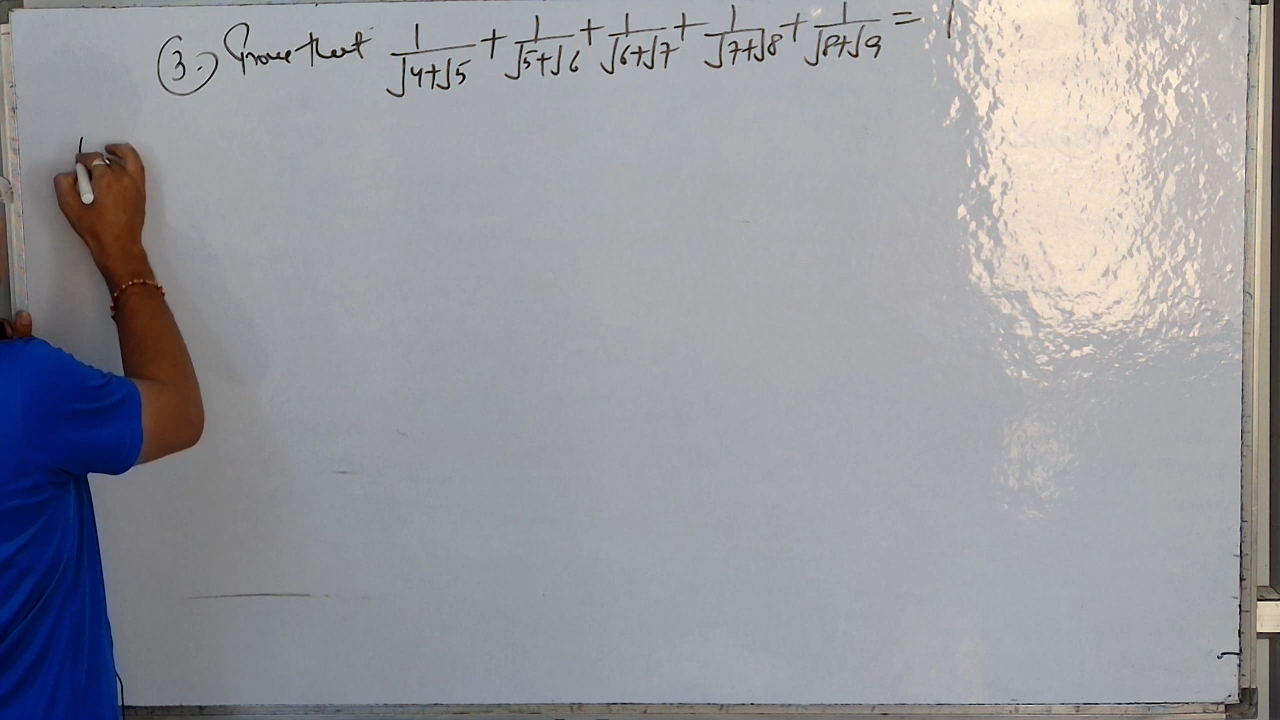 3. Prove that 1/(√4+√5) + 1/(√5+√6) + 1/(√6+√7) + 1/(√7+√8) + 1/(√8+√9) = 1